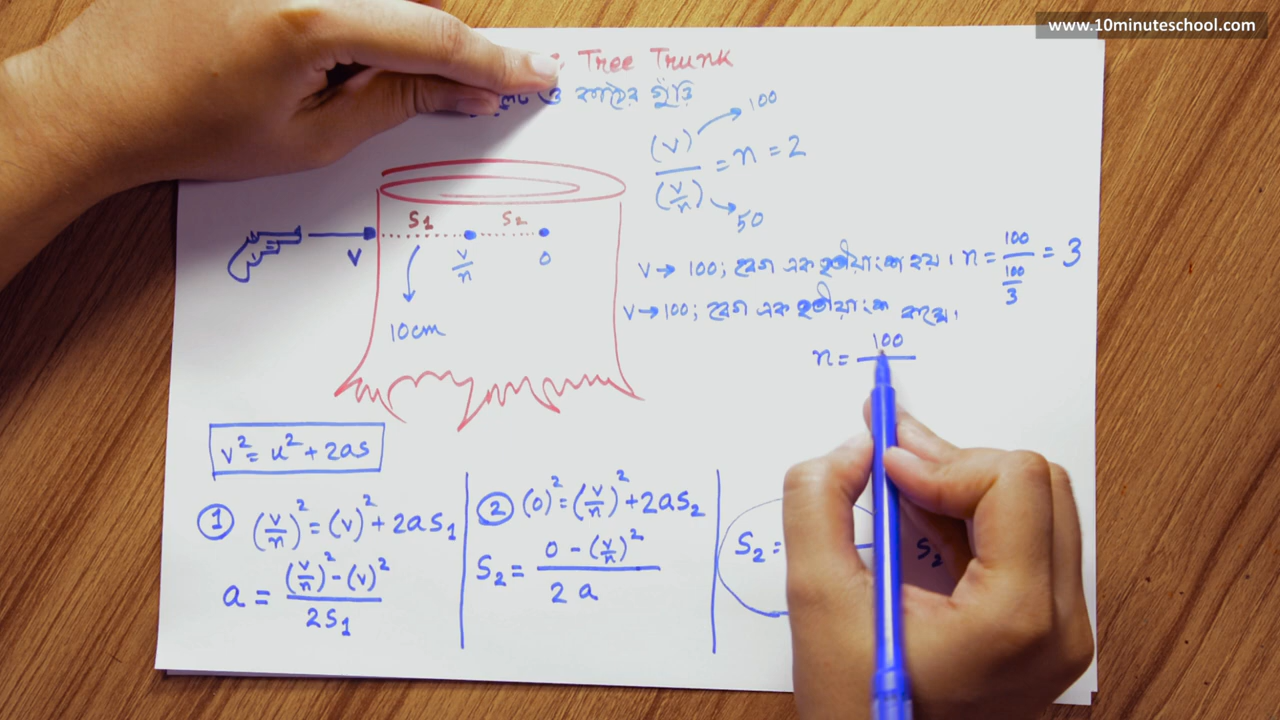 www.10minuteschool.com
Tree Trunk
ও কাঠের গুঁড়ি
(v) → 100
(v/n) → 50
= n = 2
S1 S2
v v/n 0
10cm
v → 100; বেগ এক তৃতীয়াংশ হয়। n = 100/(100/3) = 3
v → 100; বেগ এক তৃতীয়াংশ কমে।
n = 100
v² = u² + 2as
① (v/n)² = (v)² + 2aS1
a = ((v/n)² - (v)²)/2S1
② (0)² = (v/n)² + 2aS2
S2 = (0 - (v/n)²)/2a
S2 =
S2